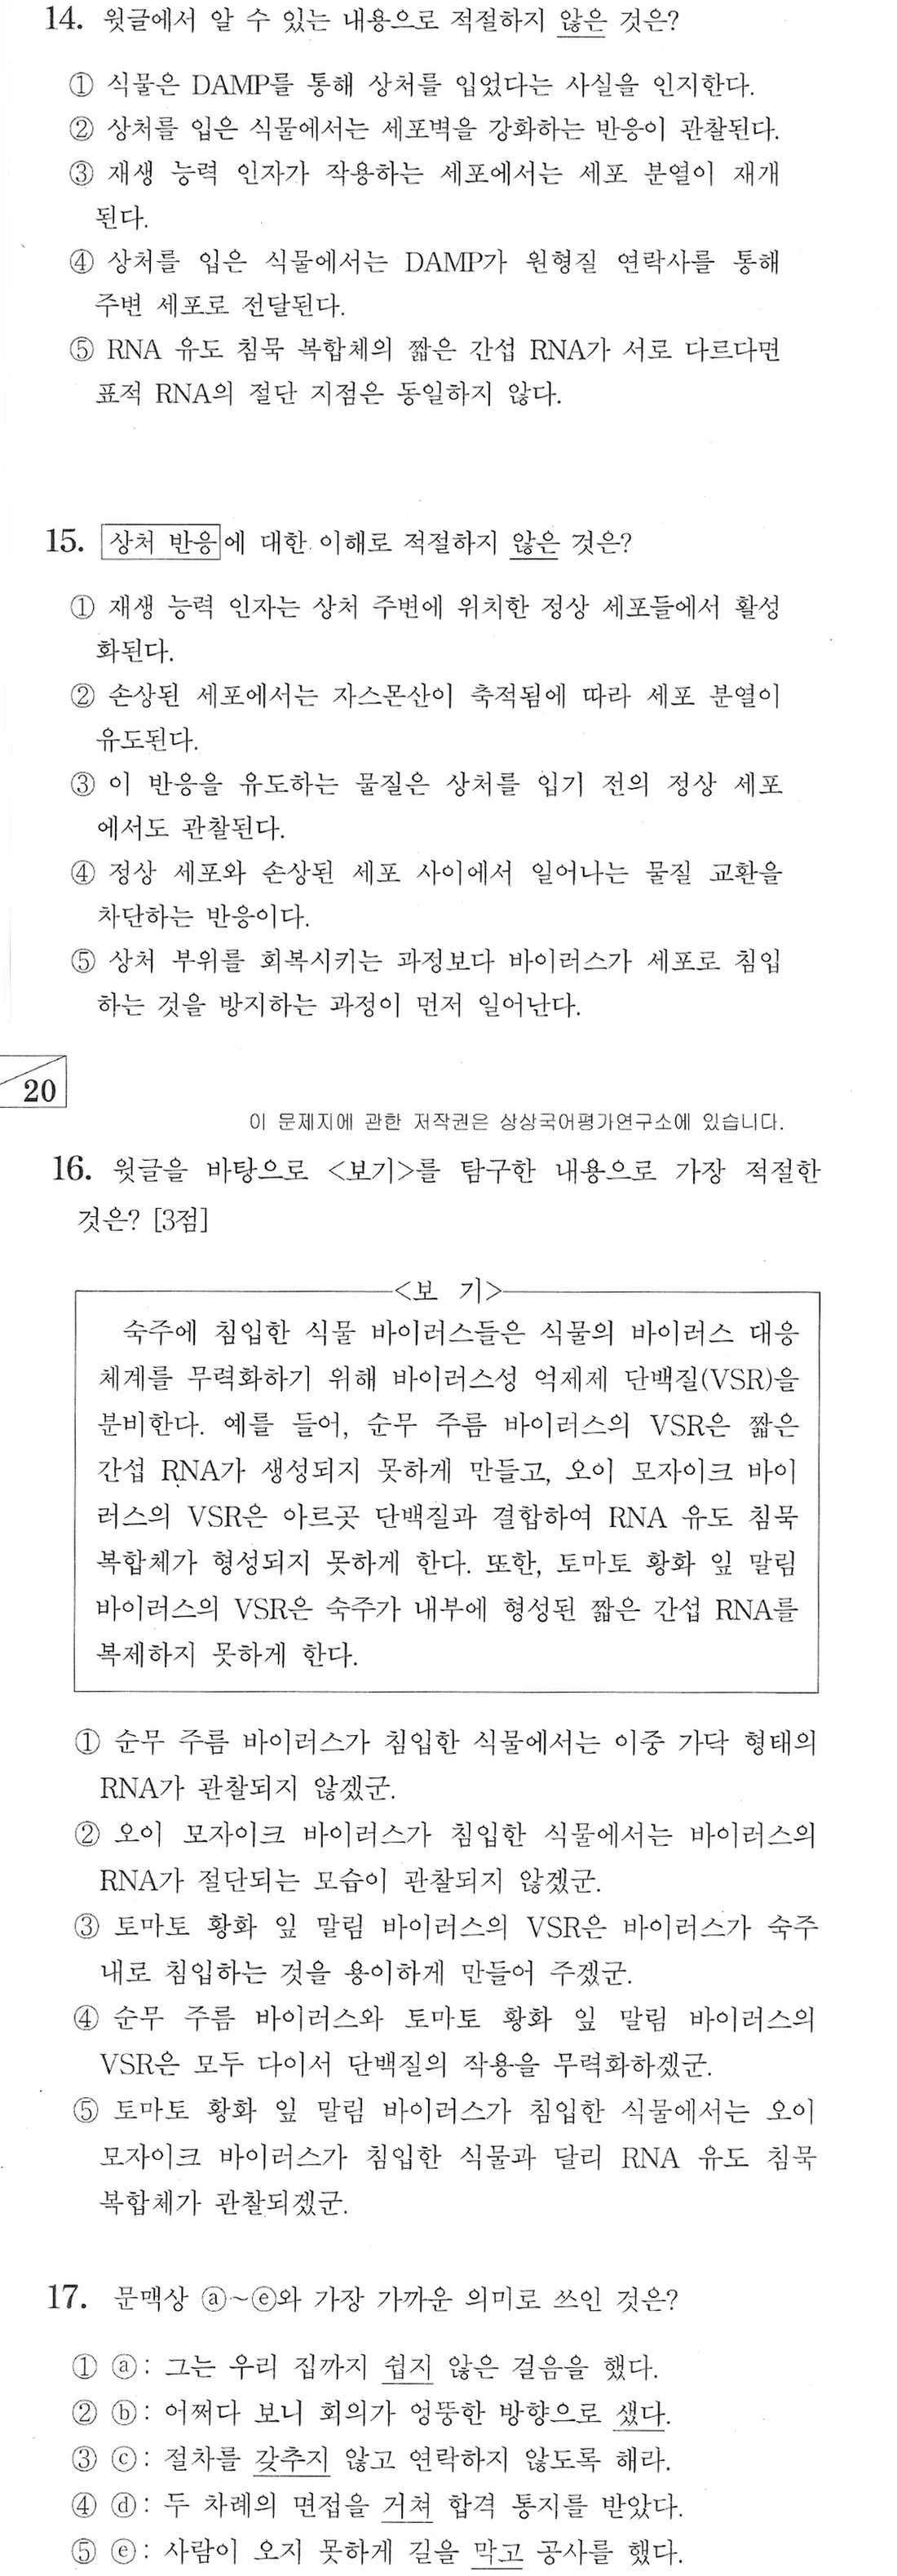 14. 윗글에서 알 수 있는 내용으로 적절하지 않은 것은?
① 식물은 DAMP를 통해 상처를 입었다는 사실을 인지한다.
② 상처를 입은 식물에서는 세포벽을 강화하는 반응이 관찰된다.
③ 재생 능력 인자가 작용하는 세포에서는 세포 분열이 재개
된다.
④ 상처를 입은 식물에서는 DAMP가 원형질 연락사를 통해
주변 세포로 전달된다.
⑤ RNA 유도 침묵 복합체의 짧은 간섭 RNA가 서로 다르다면
표적 RNA의 절단 지점은 동일하지 않다.
15. 상처 반응에 대한 이해로 적절하지 않은 것은?
① 재생 능력 인자는 상처 주변에 위치한 정상 세포들에서 활성
화된다.
② 손상된 세포에서는 자스몬산이 축적됨에 따라 세포 분열이
유도된다.
③ 이 반응을 유도하는 물질은 상처를 입기 전의 정상 세포
에서도 관찰된다.
④ 정상 세포와 손상된 세포 사이에서 일어나는 물질 교환을
차단하는 반응이다.
⑤ 상처 부위를 회복시키는 과정보다 바이러스가 세포로 침입
하는 것을 방지하는 과정이 먼저 일어난다.
20
이 문제지에 관한 저작권은 상상국어평가연구소에 있습니다.
16. 윗글을 바탕으로 <보기>를 탐구한 내용으로 가장 적절한
것은? [3점]
<보 기>
숙주에 침입한 식물 바이러스들은 식물의 바이러스 대응
체계를 무력화하기 위해 바이러스성 억제제 단백질(VSR)을
분비한다. 예를 들어, 순무 주름 바이러스의 VSR은 짧은
간섭 RNA가 생성되지 못하게 만들고, 오이 모자이크 바이
러스의 VSR은 아르곳 단백질과 결합하여 RNA 유도 침묵
복합체가 형성되지 못하게 한다. 또한, 토마토 황화 잎 말림
바이러스의 VSR은 숙주가 내부에 형성된 짧은 간섭 RNA를
복제하지 못하게 한다.
① 순무 주름 바이러스가 침입한 식물에서는 이중 가닥 형태의
RNA가 관찰되지 않겠군.
② 오이 모자이크 바이러스가 침입한 식물에서는 바이러스의
RNA가 절단되는 모습이 관찰되지 않겠군.
③ 토마토 황화 잎 말림 바이러스의 VSR은 바이러스가 숙주
내로 침입하는 것을 용이하게 만들어 주겠군.
④ 순무 주름 바이러스와 토마토 황화 잎 말림 바이러스의
VSR은 모두 다이서 단백질의 작용을 무력화하겠군.
⑤ 토마토 황화 잎 말림 바이러스가 침입한 식물에서는 오이
모자이크 바이러스가 침입한 식물과 달리 RNA 유도 침묵
복합체가 관찰되겠군.
17. 문맥상 ⓐ~ⓔ와 가장 가까운 의미로 쓰인 것은?
① ⓐ: 그는 우리 집까지 쉽지 않은 걸음을 했다.
② ⓑ: 어쩌다 보니 회의가 엉뚱한 방향으로 샜다.
③ ⓒ: 절차를 갖추지 않고 연락하지 않도록 해라.
④ ⓓ: 두 차례의 면접을 거쳐 합격 통지를 받았다.
⑤ ⓔ: 사람이 오지 못하게 길을 막고 공사를 했다.